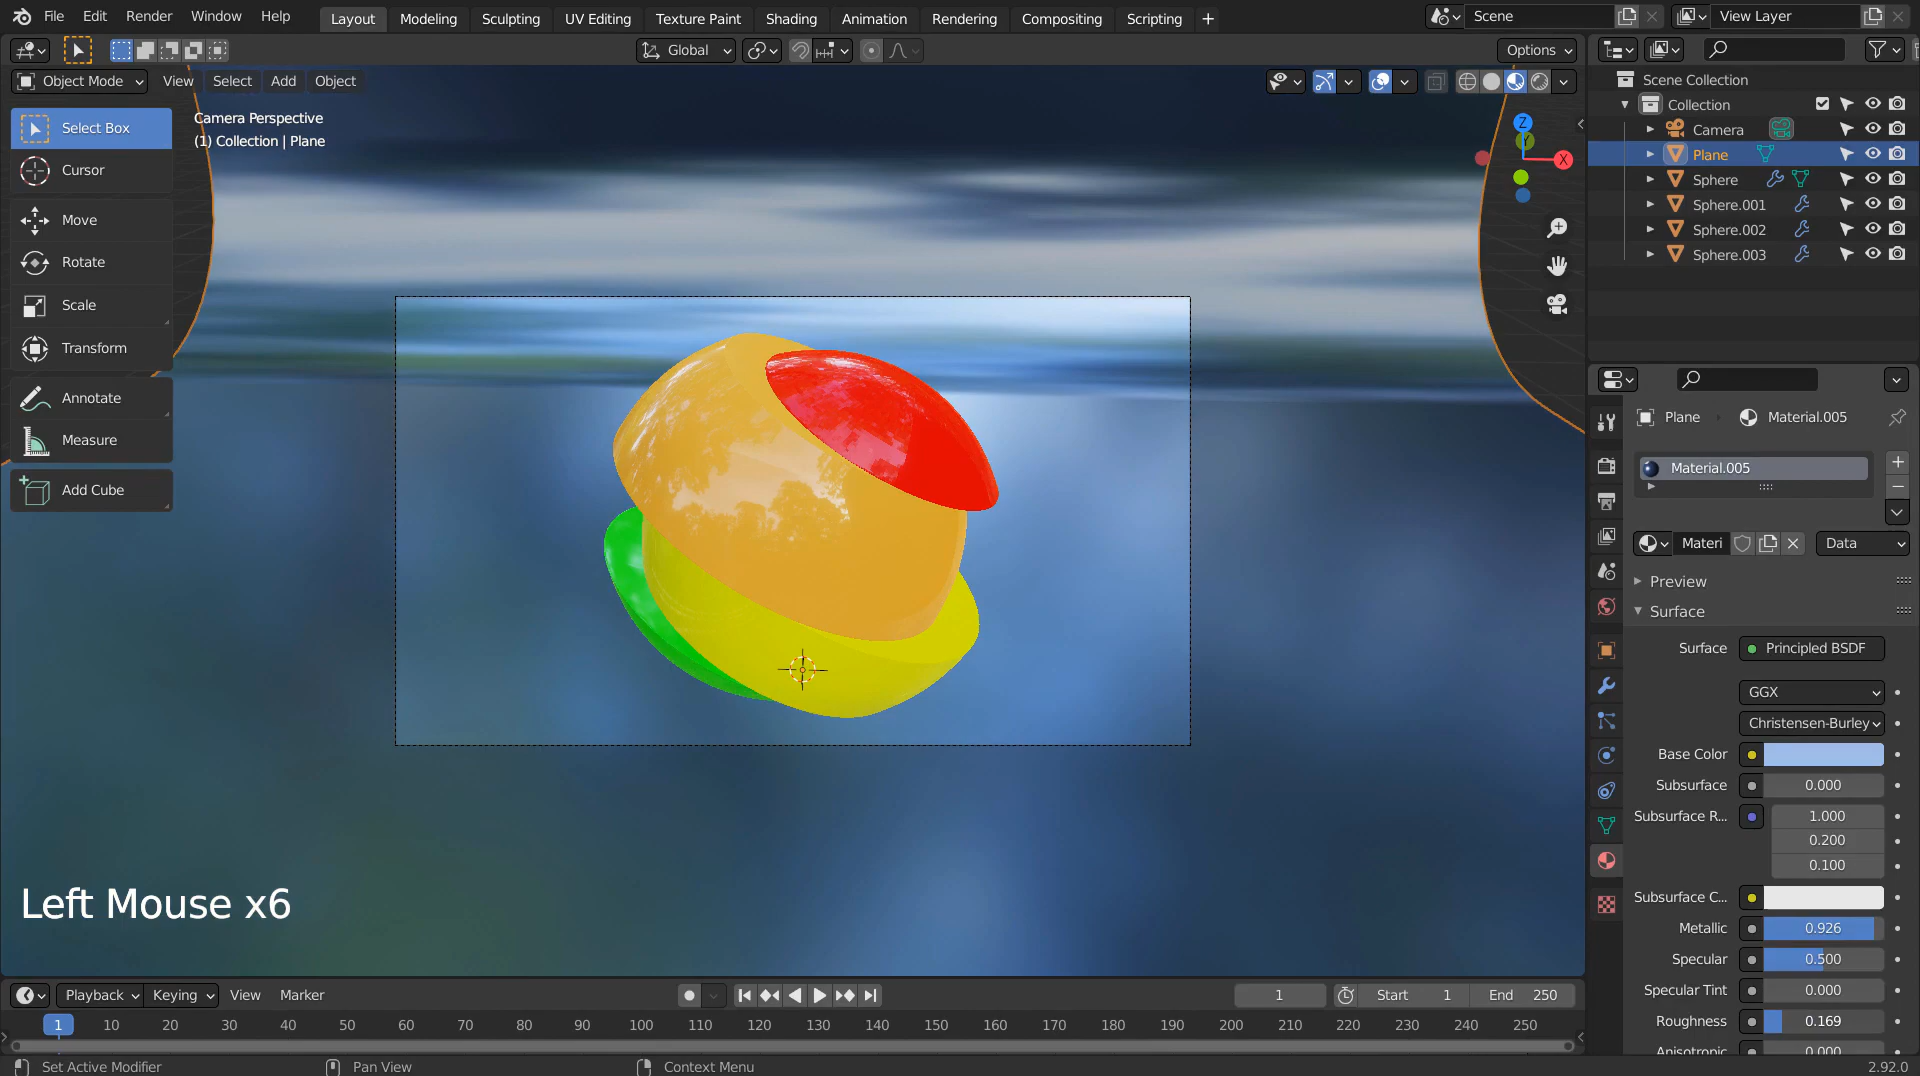 File Edit Render Window Help Layout Modeling Sculpting UV Editing Texture Paint Shading Animation Rendering Compositing Scripting + Scene View Layer
Global Options
Object Mode View Select Add Object
Select Box
Cursor
Move
Rotate
Scale
Transform
Annotate
Measure
Add Cube
Camera Perspective
(1) Collection | Plane
Z
Y
X
Left Mouse x6
Scene Collection
Collection
Camera
Plane
Sphere
Sphere.001
Sphere.002
Sphere.003
Plane Material.005
Material.005
Materi Data
Preview
Surface
Surface Principled BSDF
GGX
Christensen-Burley
Base Color
Subsurface 0.000
Subsurface R... 1.000
0.200
0.100
Subsurface C...
Metallic 0.926
Specular 0.500
Specular Tint 0.000
Roughness 0.169
Anisotropic 0.000
Playback Keying View Marker 1 Start 1 End 250
1 10 20 30 40 50 60 70 80 90 100 110 120 130 140 150 160 170 180 190 200 210 220 230 240 250
Set Active Modifier Pan View Context Menu 2.92.0